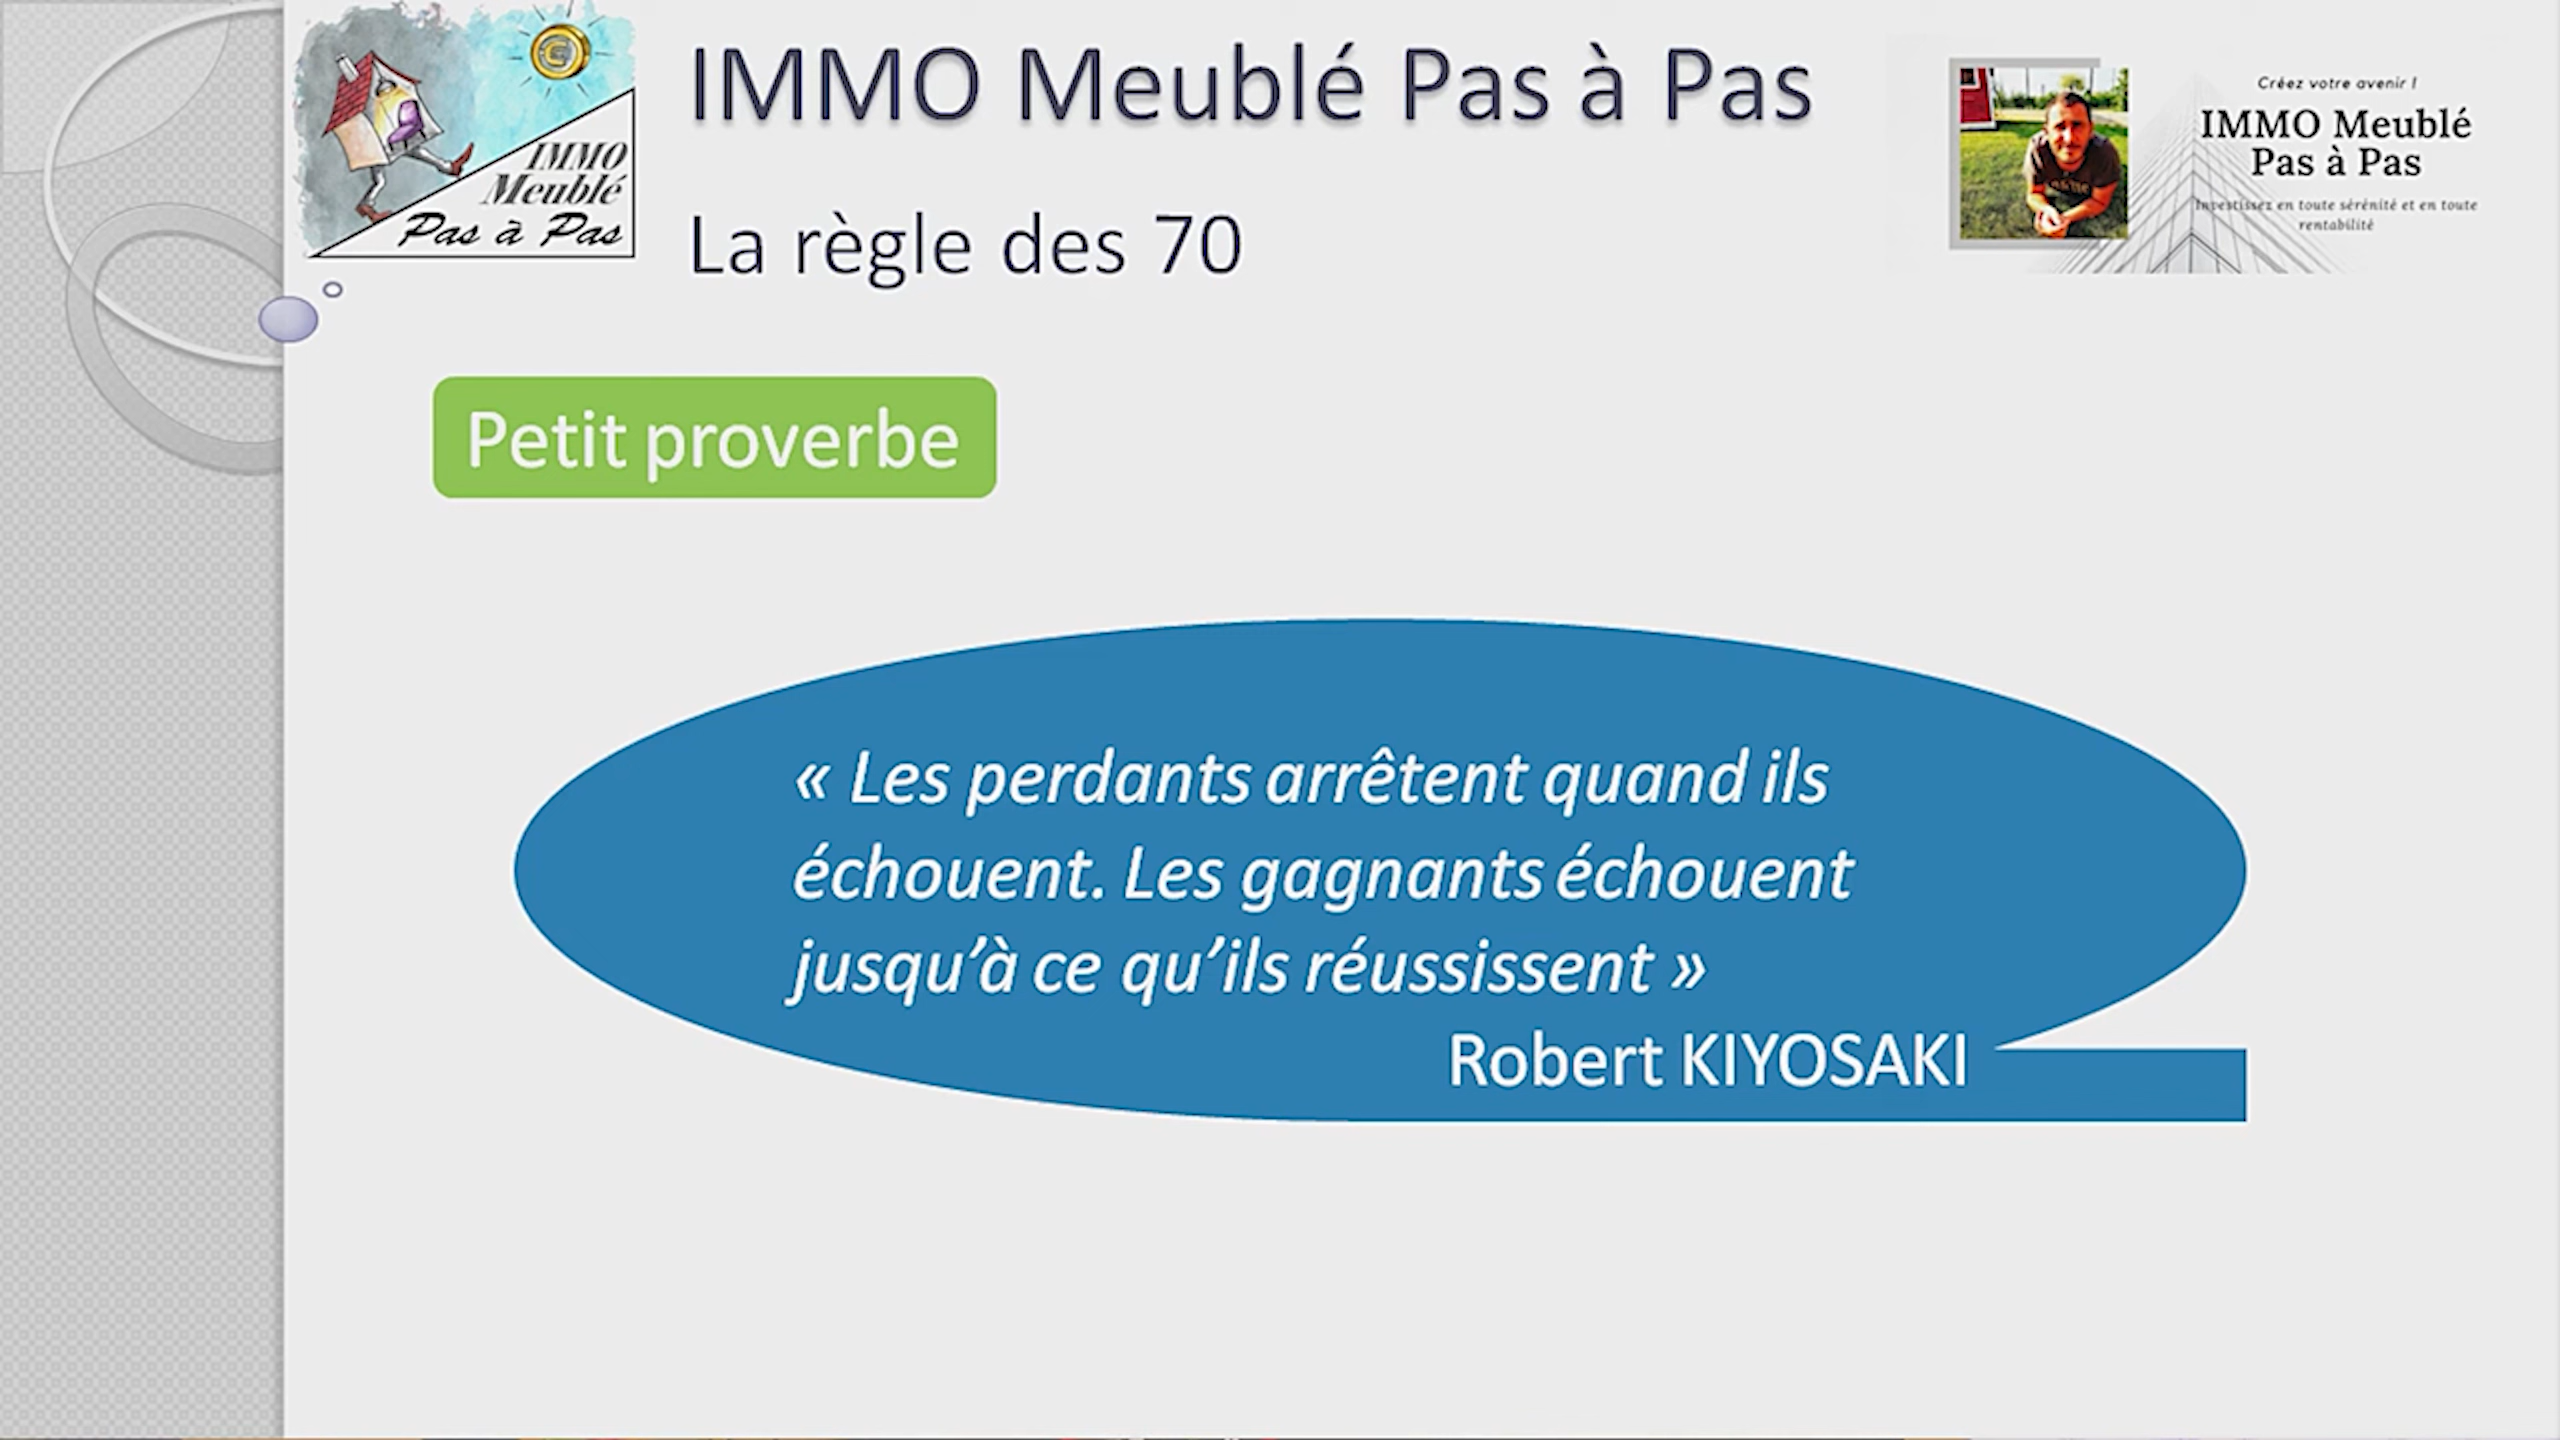 IMMO
Meublé
Pas à Pas
IMMO Meublé Pas à Pas
La règle des 70
Créez votre avenir !
IMMO Meublé
Pas à Pas
Investissez en toute sérénité et en toute
rentabilité
Petit proverbe
« Les perdants arrêtent quand ils
échouent. Les gagnants échouent
jusqu’à ce qu’ils réussissent »
Robert KIYOSAKI